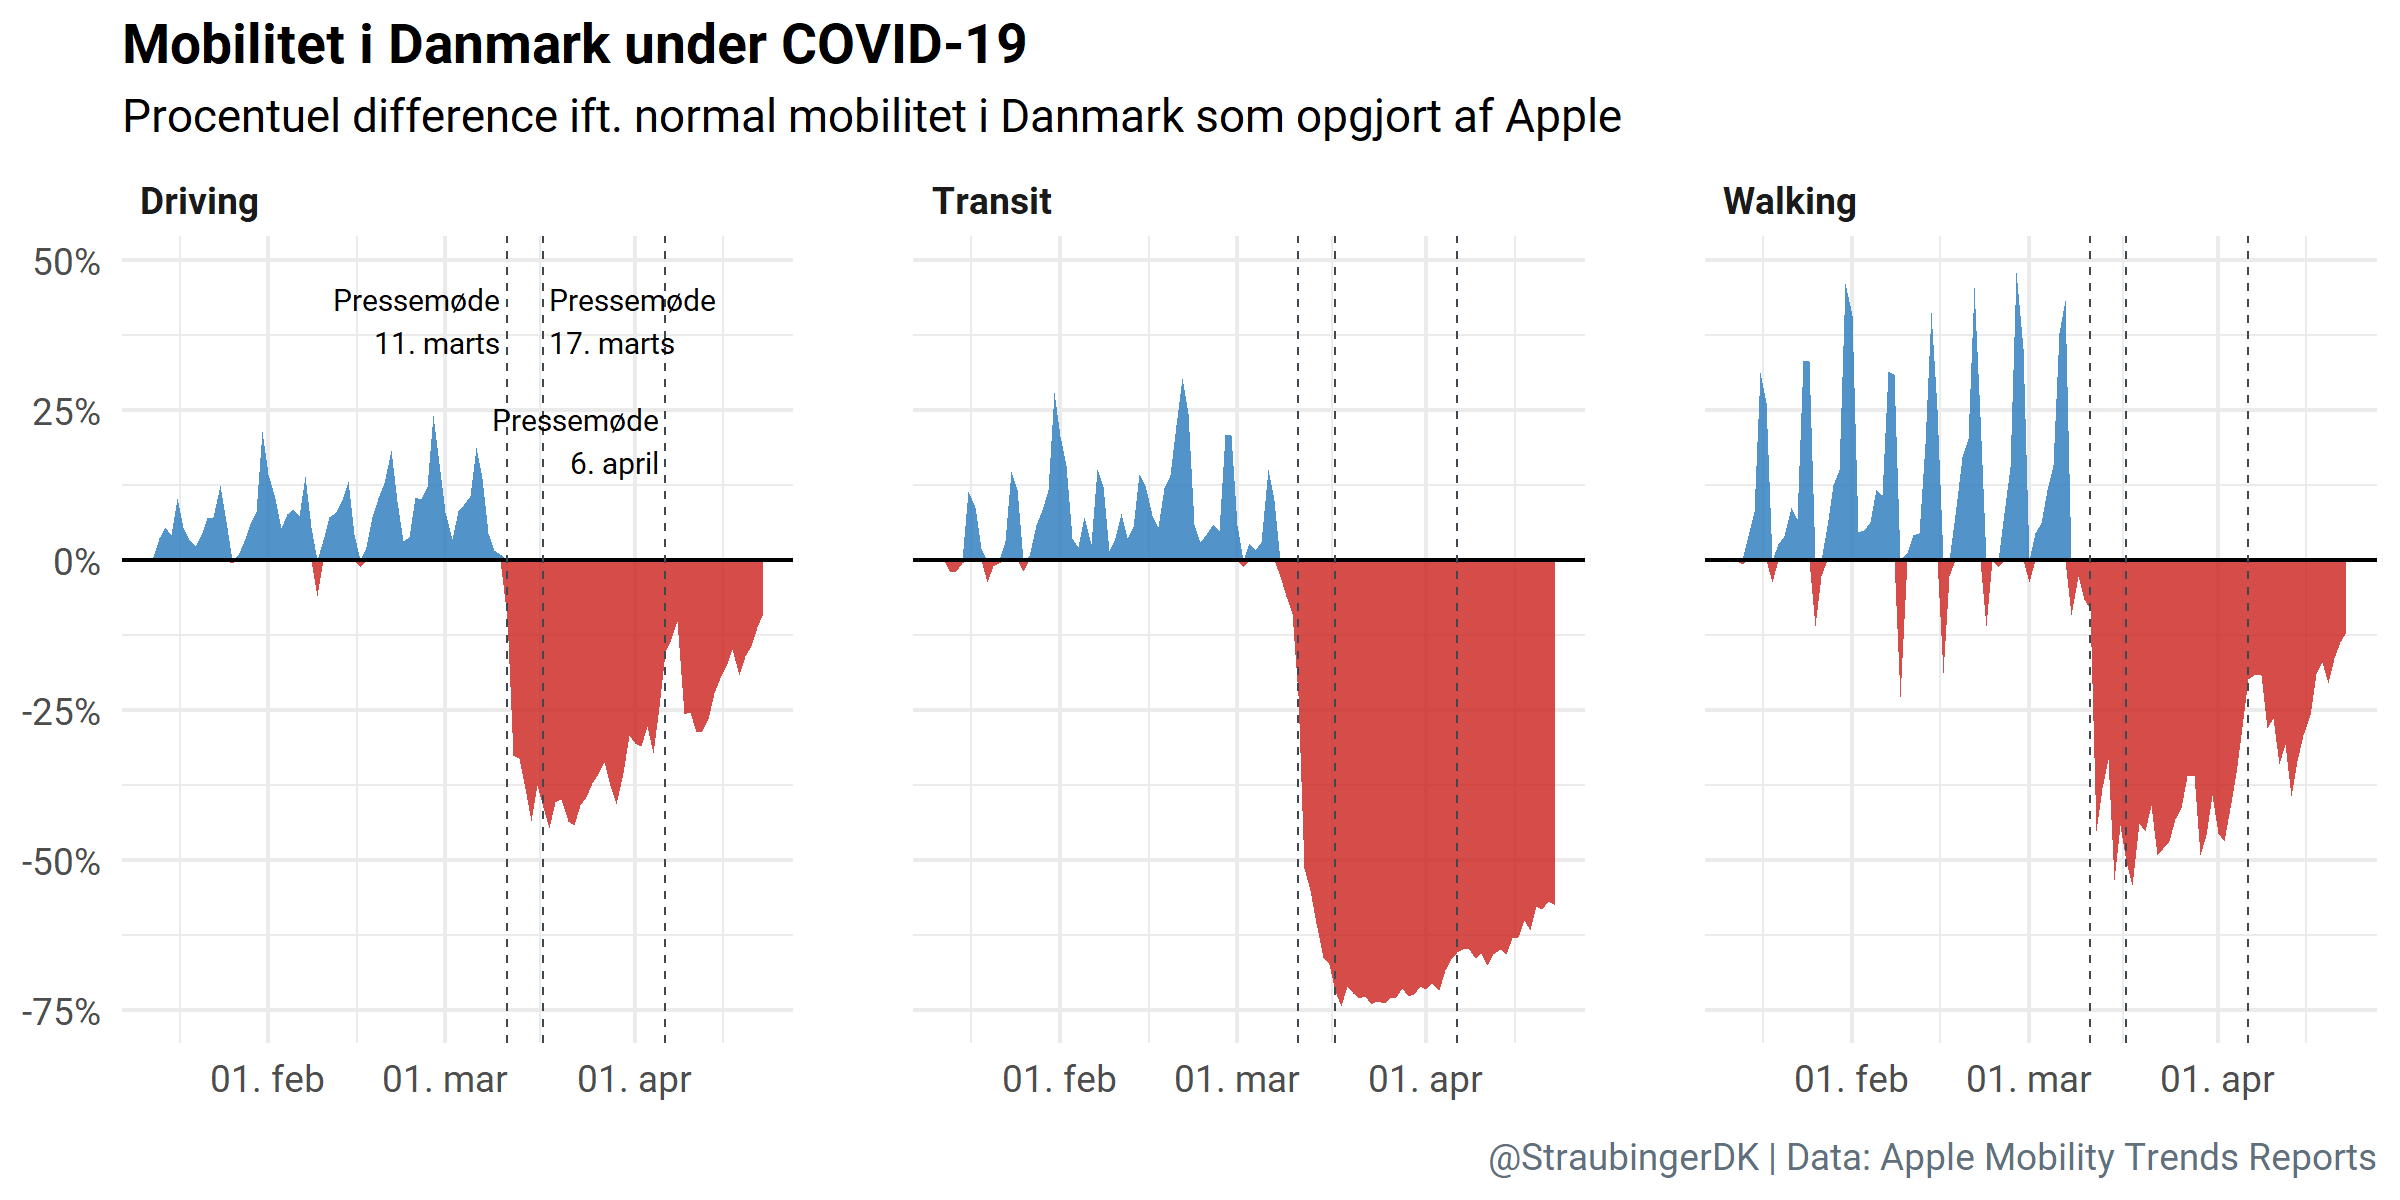 Mobilitet i Danmark under COVID-19
Procentuel difference ift. normal mobilitet i Danmark som opgjort af Apple
Driving
Transit
Walking
50%
25%
0%
-25%
-50%
-75%
Pressemøde
11. marts
Pressemøde
17. marts
Pressemøde
6. april
01. feb
01. mar
01. apr
01. feb
01. mar
01. apr
01. feb
01. mar
01. apr
@StraubingerDK | Data: Apple Mobility Trends Reports